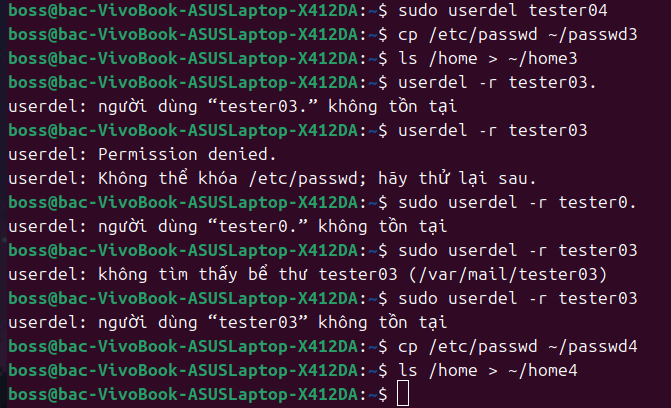 boss@bac-VivoBook-ASUSLaptop-X412DA:~$ sudo userdel tester04
boss@bac-VivoBook-ASUSLaptop-X412DA:~$ cp /etc/passwd ~/passwd3
boss@bac-VivoBook-ASUSLaptop-X412DA:~$ ls /home > ~/home3
boss@bac-VivoBook-ASUSLaptop-X412DA:~$ userdel -r tester03.
userdel: người dùng “tester03.” không tồn tại
boss@bac-VivoBook-ASUSLaptop-X412DA:~$ userdel -r tester03
userdel: Permission denied.
userdel: Không thể khóa /etc/passwd; hãy thử lại sau.
boss@bac-VivoBook-ASUSLaptop-X412DA:~$ sudo userdel -r tester0.
userdel: người dùng “tester0.” không tồn tại
boss@bac-VivoBook-ASUSLaptop-X412DA:~$ sudo userdel -r tester03
userdel: không tìm thấy bể thư tester03 (/var/mail/tester03)
boss@bac-VivoBook-ASUSLaptop-X412DA:~$ sudo userdel -r tester03
userdel: người dùng “tester03” không tồn tại
boss@bac-VivoBook-ASUSLaptop-X412DA:~$ cp /etc/passwd ~/passwd4
boss@bac-VivoBook-ASUSLaptop-X412DA:~$ ls /home > ~/home4
boss@bac-VivoBook-ASUSLaptop-X412DA:~$